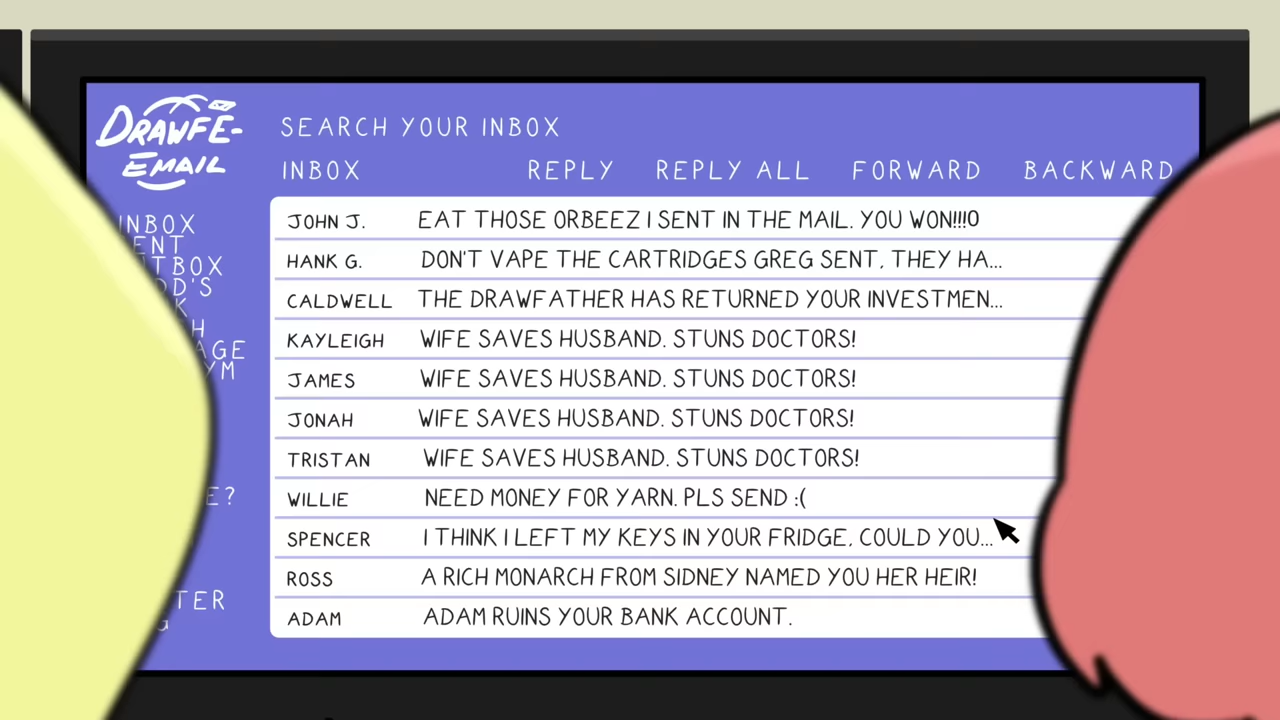 DRAWFE-
EMAIL
SEARCH YOUR INBOX
INBOX REPLY REPLY ALL FORWARD BACKWARD
INBOX
JOHN J. EAT THOSE ORBEEZ I SENT IN THE MAIL. YOU WON!!!0
HANK G. DON'T VAPE THE CARTRIDGES GREG SENT, THEY HA...
CALDWELL THE DRAWFATHER HAS RETURNED YOUR INVESTMEN...
KAYLEIGH WIFE SAVES HUSBAND. STUNS DOCTORS!
JAMES WIFE SAVES HUSBAND. STUNS DOCTORS!
JONAH WIFE SAVES HUSBAND. STUNS DOCTORS!
TRISTAN WIFE SAVES HUSBAND. STUNS DOCTORS!
WILLIE NEED MONEY FOR YARN. PLS SEND :(
SPENCER I THINK I LEFT MY KEYS IN YOUR FRIDGE, COULD YOU...
ROSS A RICH MONARCH FROM SIDNEY NAMED YOU HER HEIR!
ADAM ADAM RUINS YOUR BANK ACCOUNT.